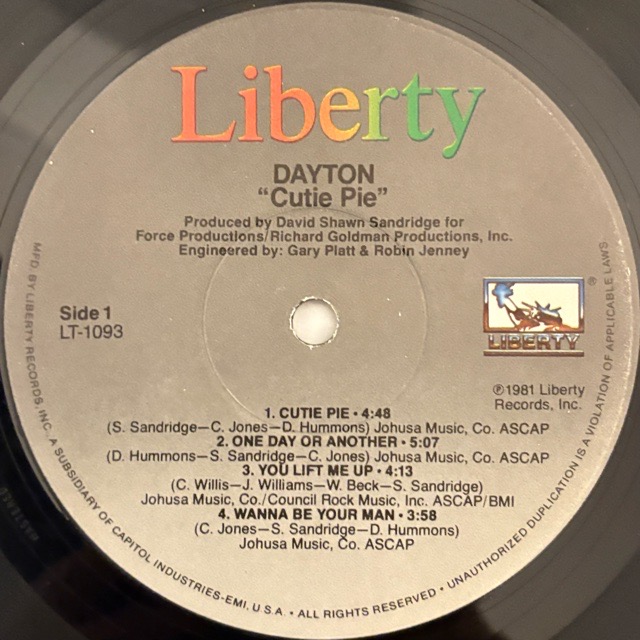 Liberty
DAYTON
“Cutie Pie”
Produced by David Shawn Sandridge for
Force Productions/Richard Goldman Productions, Inc.
Engineered by: Gary Platt & Robin Jenney
Side 1
LT-1093
®
LIBERTY
℗1981 Liberty
Records, Inc.
1. CUTIE PIE • 4:48
(S. Sandridge—C. Jones—D. Hummons) Johusa Music, Co. ASCAP
2. ONE DAY OR ANOTHER • 5:07
(D. Hummons—S. Sandridge—C. Jones) Johusa Music, Co. ASCAP
3. YOU LIFT ME UP • 4:13
(C. Willis—J. Williams—W. Beck—S. Sandridge)
Johusa Music, Co./Council Rock Music, Inc. ASCAP/BMI
4. WANNA BE YOUR MAN • 3:58
(C. Jones—S. Sandridge—D. Hummons)
Johusa Music, Co. ASCAP
MFD. BY LIBERTY RECORDS, INC. A SUBSIDIARY OF CAPITOL INDUSTRIES-EMI, U.S.A. • ALL RIGHTS RESERVED • UNAUTHORIZED DUPLICATION IS A VIOLATION OF APPLICABLE LAWS